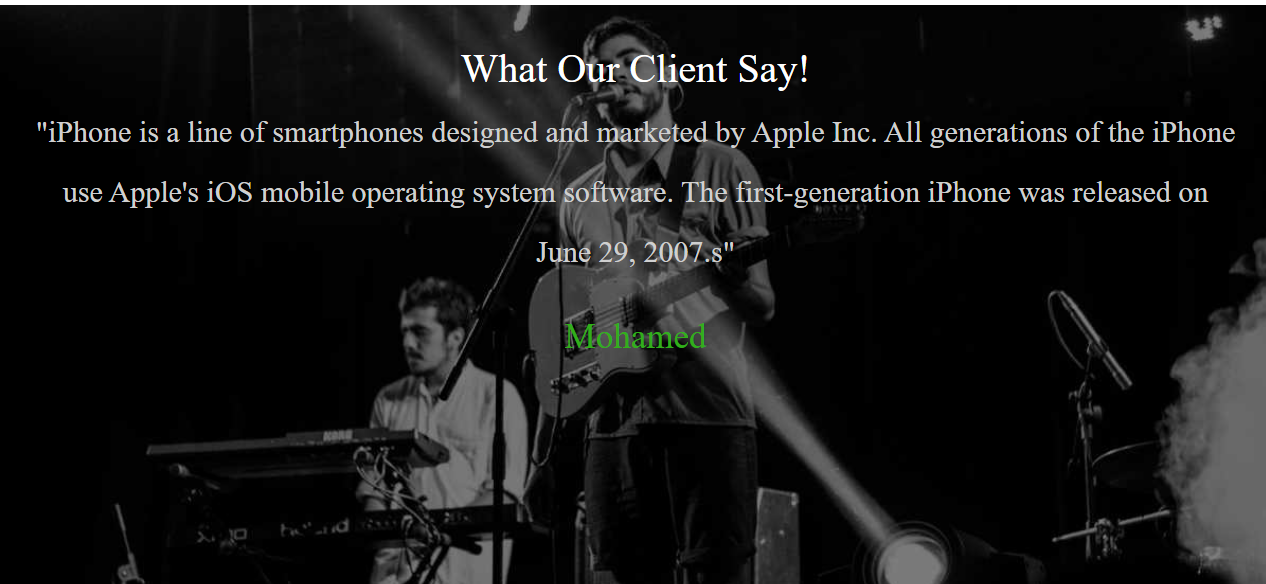 What Our Client Say!
"iPhone is a line of smartphones designed and marketed by Apple Inc. All generations of the iPhone
use Apple's iOS mobile operating system software. The first-generation iPhone was released on
June 29, 2007.s"
Mohamed
KORG